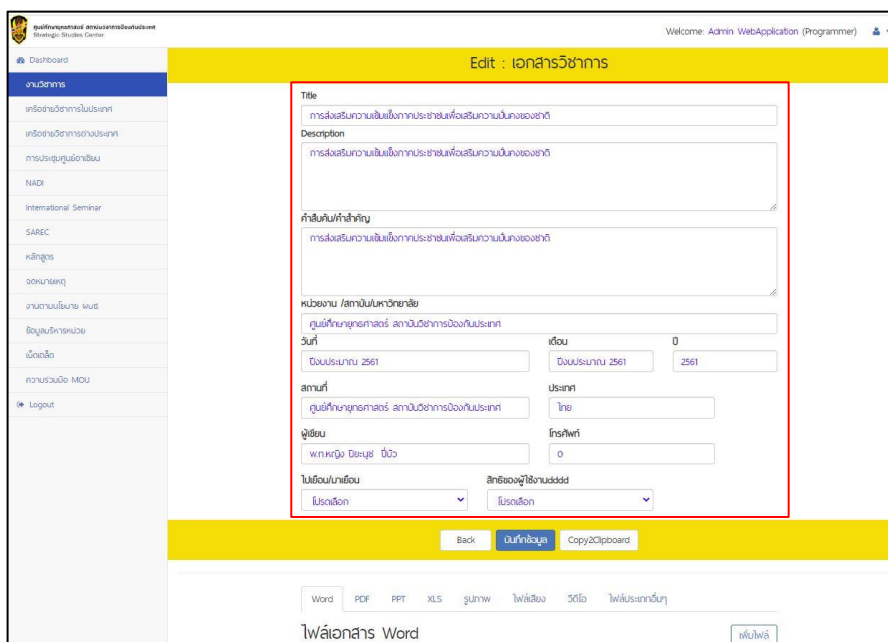 ศูนย์ศึกษายุทธศาสตร์ สถาบันวิชาการป้องกันประเทศ
Strategic Studies Center
Welcome: Admin WebApplication (Programmer)
Dashboard
งานวิชาการ
เครือข่ายวิชาการในประเทศ
เครือข่ายวิชาการต่างประเทศ
การประชุมศูนย์อาเซียน
NADI
International Seminar
SAREC
หลักสูตร
จดหมายเหตุ
งานตามนโยบาย ผบช.
ข้อมูลบริหารหน่วย
เบ็ดเตล็ด
ความร่วมมือ MOU
Logout
Edit : เอกสารวิชาการ
Title
การส่งเสริมความเข้มแข็งภาคประชาชนเพื่อเสริมความมั่นคงของชาติ
Description
การส่งเสริมความเข้มแข็งภาคประชาชนเพื่อเสริมความมั่นคงของชาติ
คำสืบค้น/คำสำคัญ
การส่งเสริมความเข้มแข็งภาคประชาชนเพื่อเสริมความมั่นคงของชาติ
หน่วยงาน /สถาบัน/มหาวิทยาลัย
ศูนย์ศึกษายุทธศาสตร์ สถาบันวิชาการป้องกันประเทศ
วันที่ เดือน ปี
ปีงบประมาณ 2561 ปีงบประมาณ 2561 2561
สถานที่ ประเทศ
ศูนย์ศึกษายุทธศาสตร์ สถาบันวิชาการป้องกันประเทศ ไทย
ผู้เขียน โทรศัพท์
พ.ท.หญิง ปิยะนุช ปี่บัว 0
ไปเยือน/มาเยือน สิทธิของผู้ใช้งานdddd
โปรดเลือก โปรดเลือก
Back บันทึกข้อมูล Copy2Clipboard
Word PDF PPT XLS รูปภาพ ไฟล์เสียง วีดีโอ ไฟล์ประเภทอื่นๆ
ไฟล์เอกสาร Word เพิ่มไฟล์